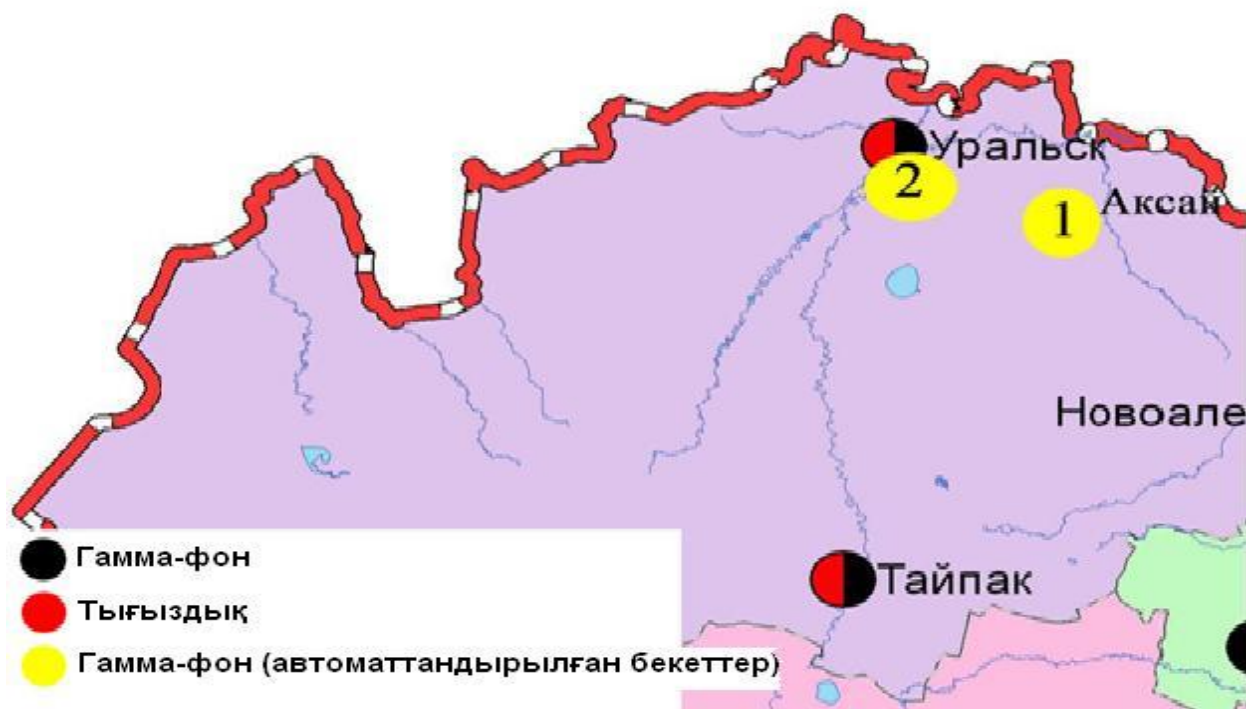 Уральск
2
1
Аксай
Новоале
Тайпак
Гамма-фон
Тығыздық
Гамма-фон (автоматтандырылған бекеттер)